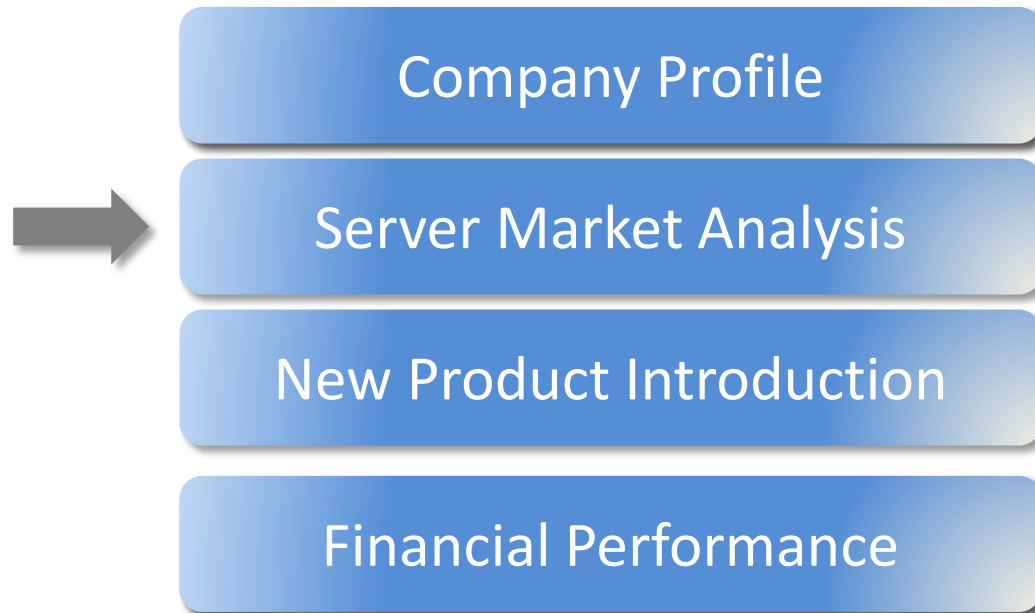 Company Profile
Server Market Analysis
New Product Introduction
Financial Performance